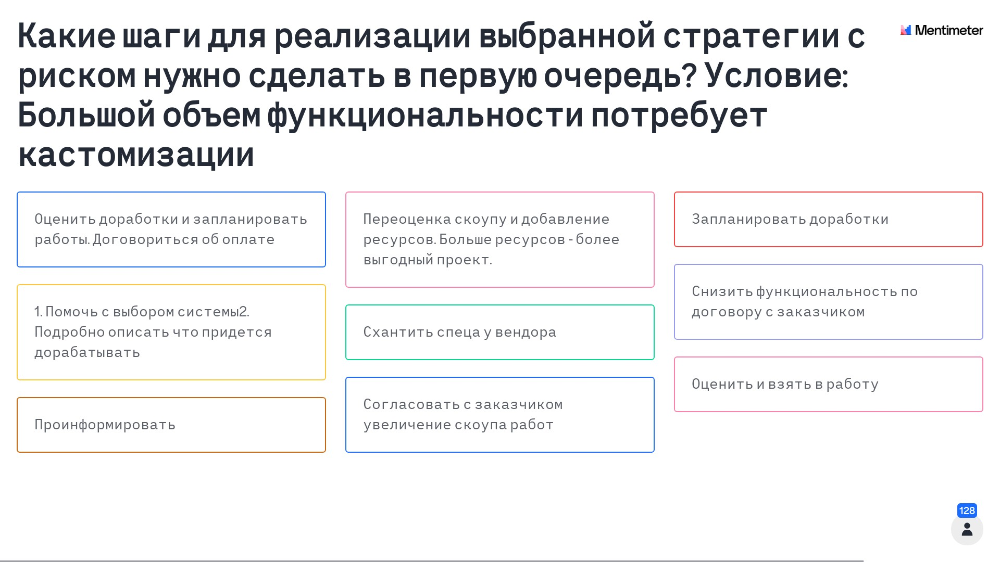 Какие шаги для реализации выбранной стратегии с
риском нужно сделать в первую очередь? Условие:
Большой объем функциональности потребует
кастомизации
Mentimeter
Оценить доработки и запланировать
работы. Договориться об оплате
1. Помочь с выбором системы2.
Подробно описать что придется
дорабатывать
Проинформировать
Переоценка скоупу и добавление
ресурсов. Больше ресурсов - более
выгодный проект.
Схантить спеца у вендора
Согласовать с заказчиком
увеличение скоупа работ
Запланировать доработки
Снизить функциональность по
договору с заказчиком
Оценить и взять в работу
128